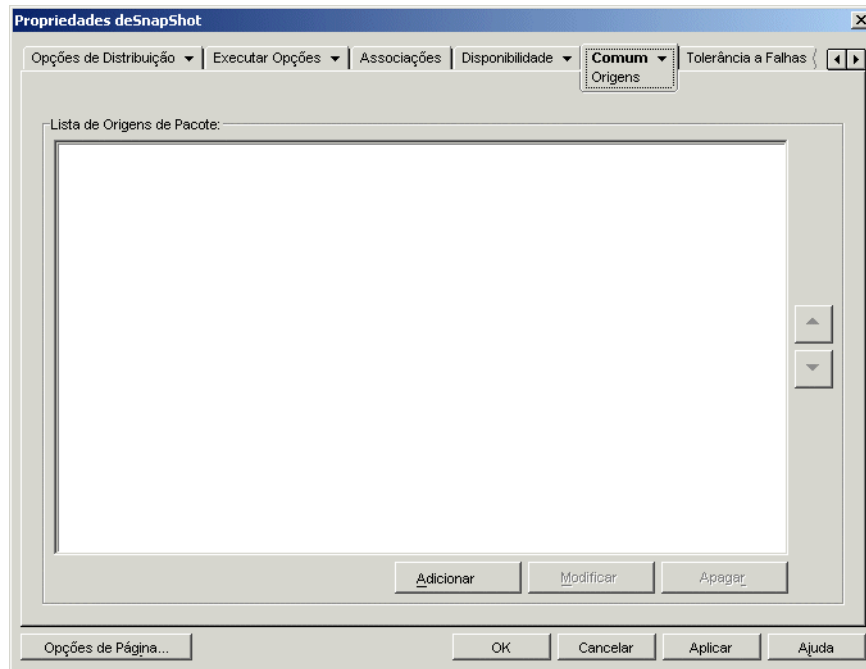 Propriedades deSnapShot
Opções de Distribuição
Executar Opções
Associações
Disponibilidade
Comum
Origens
Tolerância a Falhas
Lista de Origens de Pacote:
Adicionar
Modificar
Apagar
Opções de Página...
OK
Cancelar
Aplicar
Ajuda